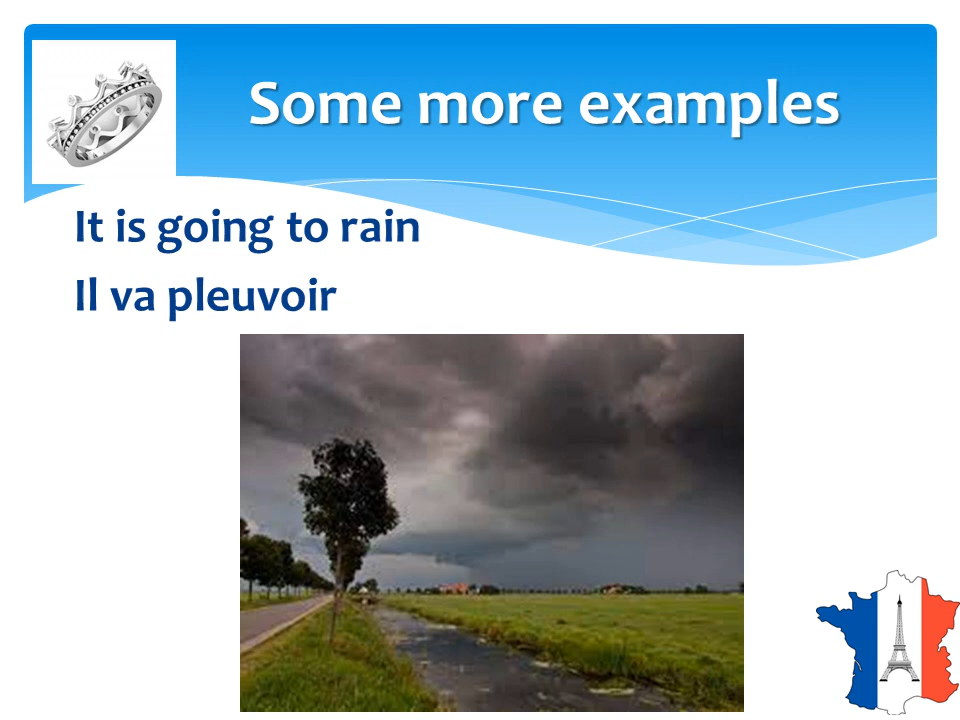 Some more examples
It is going to rain
Il va pleuvoir